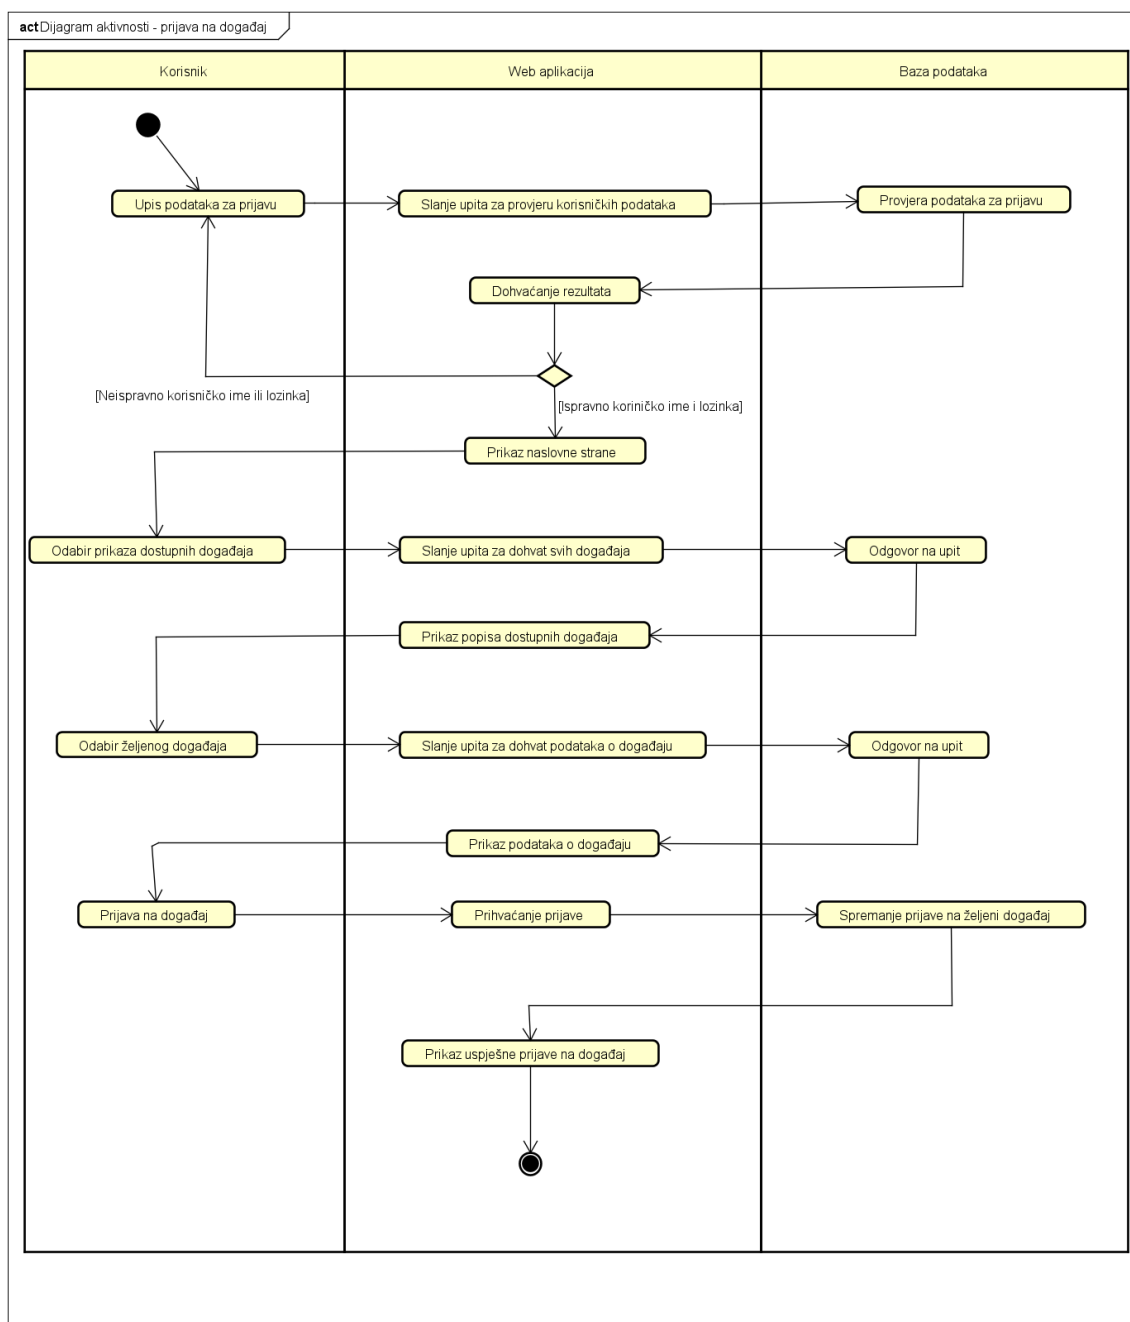 act Dijagram aktivnosti - prijava na događaj
Korisnik
Web aplikacija
Baza podataka
Upis podataka za prijavu
Slanje upita za provjeru korisničkih podataka
Provjera podataka za prijavu
Dohvaćanje rezultata
[Neispravno korisničko ime ili lozinka]
[Ispravno koriničko ime i lozinka]
Prikaz naslovne strane
Odabir prikaza dostupnih događaja
Slanje upita za dohvat svih događaja
Odgovor na upit
Prikaz popisa dostupnih događaja
Odabir željenog događaja
Slanje upita za dohvat podataka o događaju
Odgovor na upit
Prikaz podataka o događaju
Prijava na događaj
Prihvaćanje prijave
Spremanje prijave na željeni događaj
Prikaz uspješne prijave na događaj